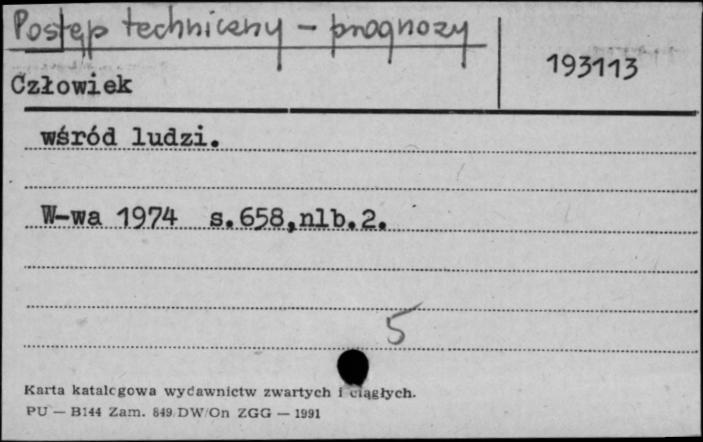 Postęp techniczny - prognozy
193113
Człowiek
wśród ludzi.
W-wa 1974 s.658,nlb.2.
5
Karta katalogowa wydawnictw zwartych i ciągłych.
PU — B144 Zam. 849 DW/On ZGG — 1991